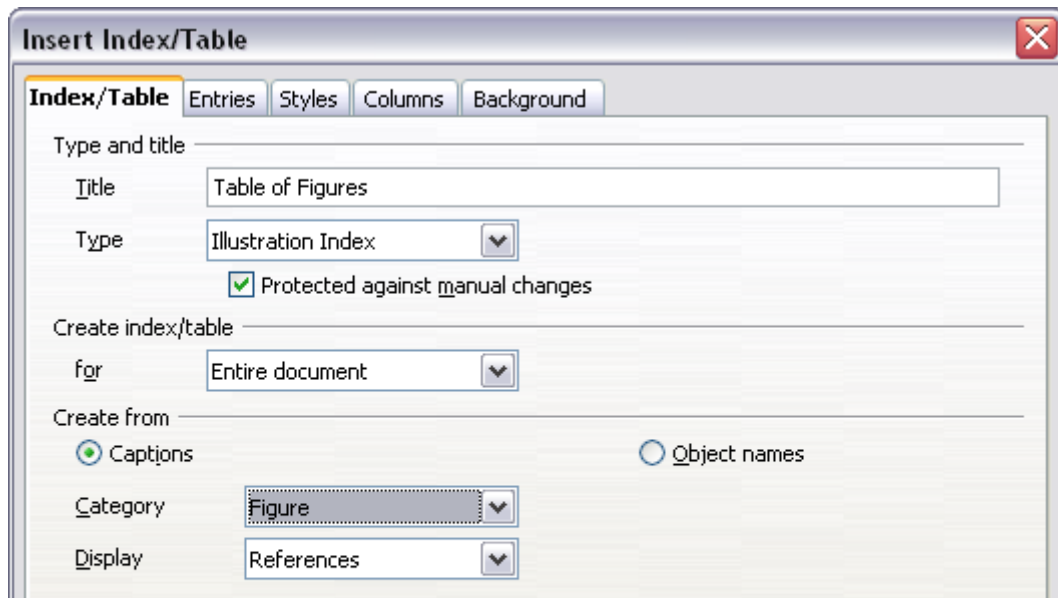 Insert Index/Table
Index/Table Entries Styles Columns Background
Type and title
Title Table of Figures
Type Illustration Index
Protected against manual changes
Create index/table
for Entire document
Create from
Captions Object names
Category Figure
Display References